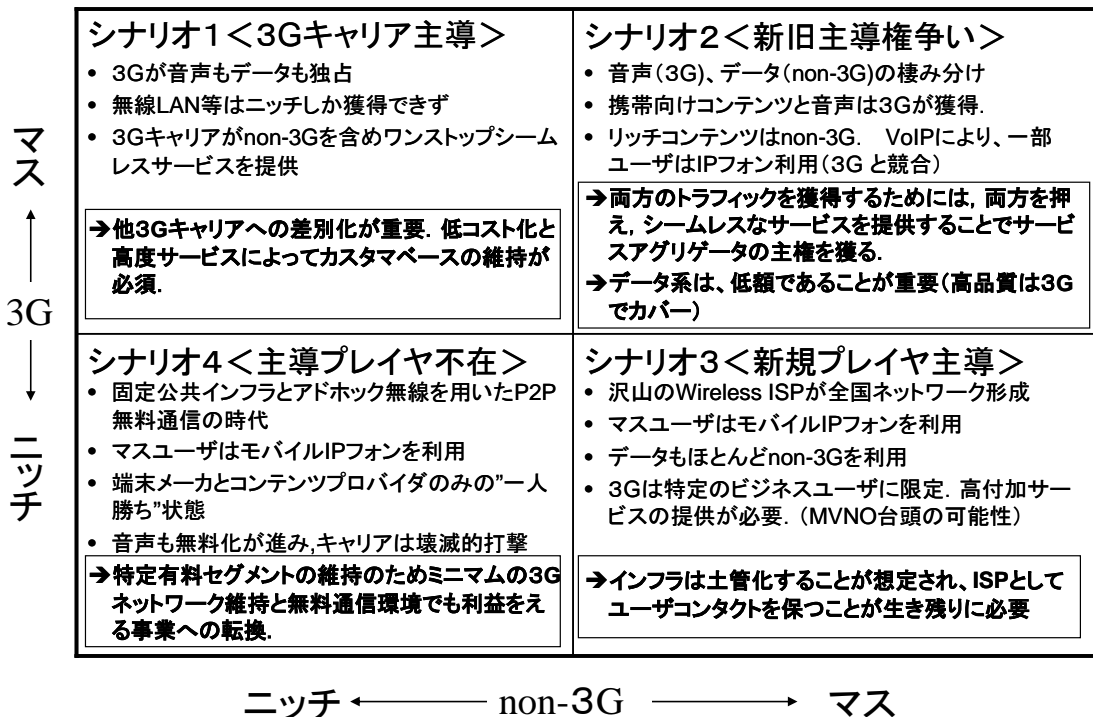 シナリオ1＜3Gキャリア主導＞
• 3Gが音声もデータも独占
• 無線LAN等はニッチしか獲得できず
• 3Gキャリアがnon-3Gを含めワンストップシーム
レスサービスを提供
➔他3Gキャリアへの差別化が重要．低コスト化と
高度サービスによってカスタマベースの維持が
必須．
シナリオ2＜新旧主導権争い＞
• 音声（3G）、データ(non-3G)の棲み分け
• 携帯向けコンテンツと音声は3Gが獲得．
• リッチコンテンツはnon-3G．　VoIPにより、一部
ユーザはIPフォン利用（3G と競合）
➔両方のトラフィックを獲得するためには，両方を押
え，シームレスなサービスを提供することでサービ
スアグリゲータの主権を獲る．
➔データ系は、低額であることが重要（高品質は3G
でカバー）
シナリオ4＜主導プレイヤ不在＞
• 固定公共インフラとアドホック無線を用いたP2P
無料通信の時代
• マスユーザはモバイルIPフォンを利用
• 端末メーカとコンテンツプロバイダのみの”一人
勝ち”状態
• 音声も無料化が進み,キャリアは壊滅的打撃
➔特定有料セグメントの維持のためミニマムの3G
ネットワーク維持と無料通信環境でも利益をえ
る事業への転換．
シナリオ3＜新規プレイヤ主導＞
• 沢山のWireless ISPが全国ネットワーク形成
• マスユーザはモバイルIPフォンを利用
• データもほとんどnon-3Gを利用
• 3Gは特定のビジネスユーザに限定．高付加サー
ビスの提供が必要．（MVNO台頭の可能性）
➔インフラは土管化することが想定され、ISPとして
ユーザコンタクトを保つことが生き残りに必要
マス
3G
ニッチ
ニッチ non-3G マス